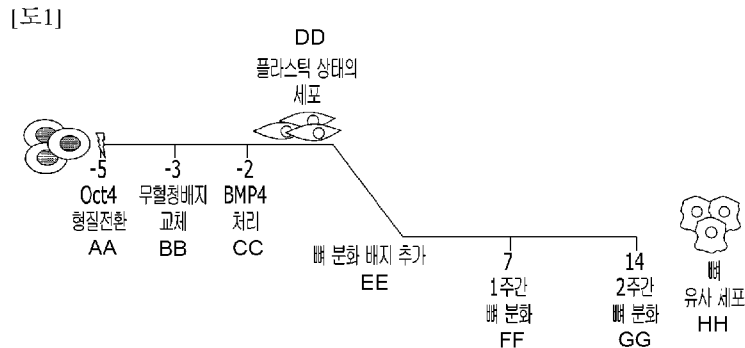 [도1]
DD
플라스틱 상태의
세포
-5
Oct4
형질전환
AA
-3
무혈청배지
교체
BB
-2
BMP4
처리
CC
뼈 분화 배지 추가
EE
7
1주간
뼈 분화
FF
14
2주간
뼈 분화
GG
뼈
유사 세포
HH